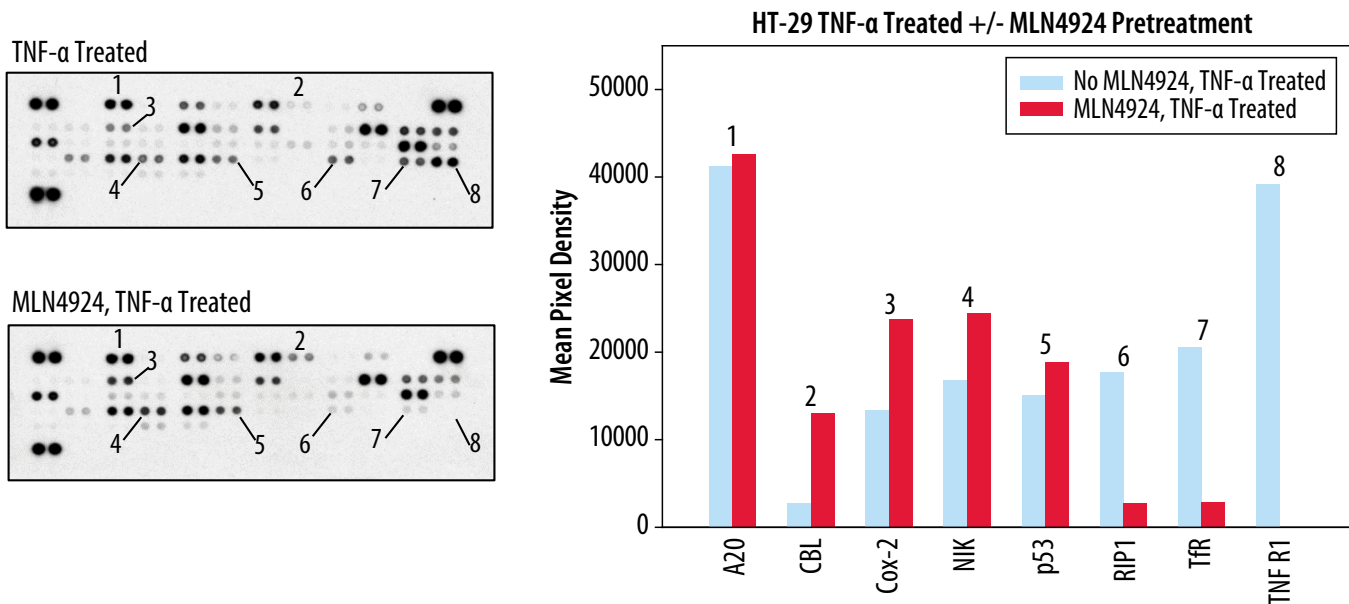 TNF-α Treated
1
2
3
4
5
6
7
8
MLN4924, TNF-α Treated
1
2
3
4
5
6
7
8
HT-29 TNF-α Treated +/- MLN4924 Pretreatment
No MLN4924, TNF-α Treated
MLN4924, TNF-α Treated
Mean Pixel Density
50000
40000
30000
20000
10000
0
1
2
3
4
5
6
7
8
A20
CBL
Cox-2
NIK
p53
RIP1
TfR
TNF R1